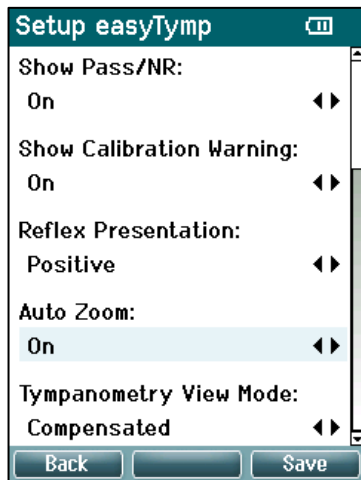 Setup easyTymp
Show Pass/NR:
On
Show Calibration Warning:
On
Reflex Presentation:
Positive
Auto Zoom:
On
Tympanometry View Mode:
Compensated
Back Save